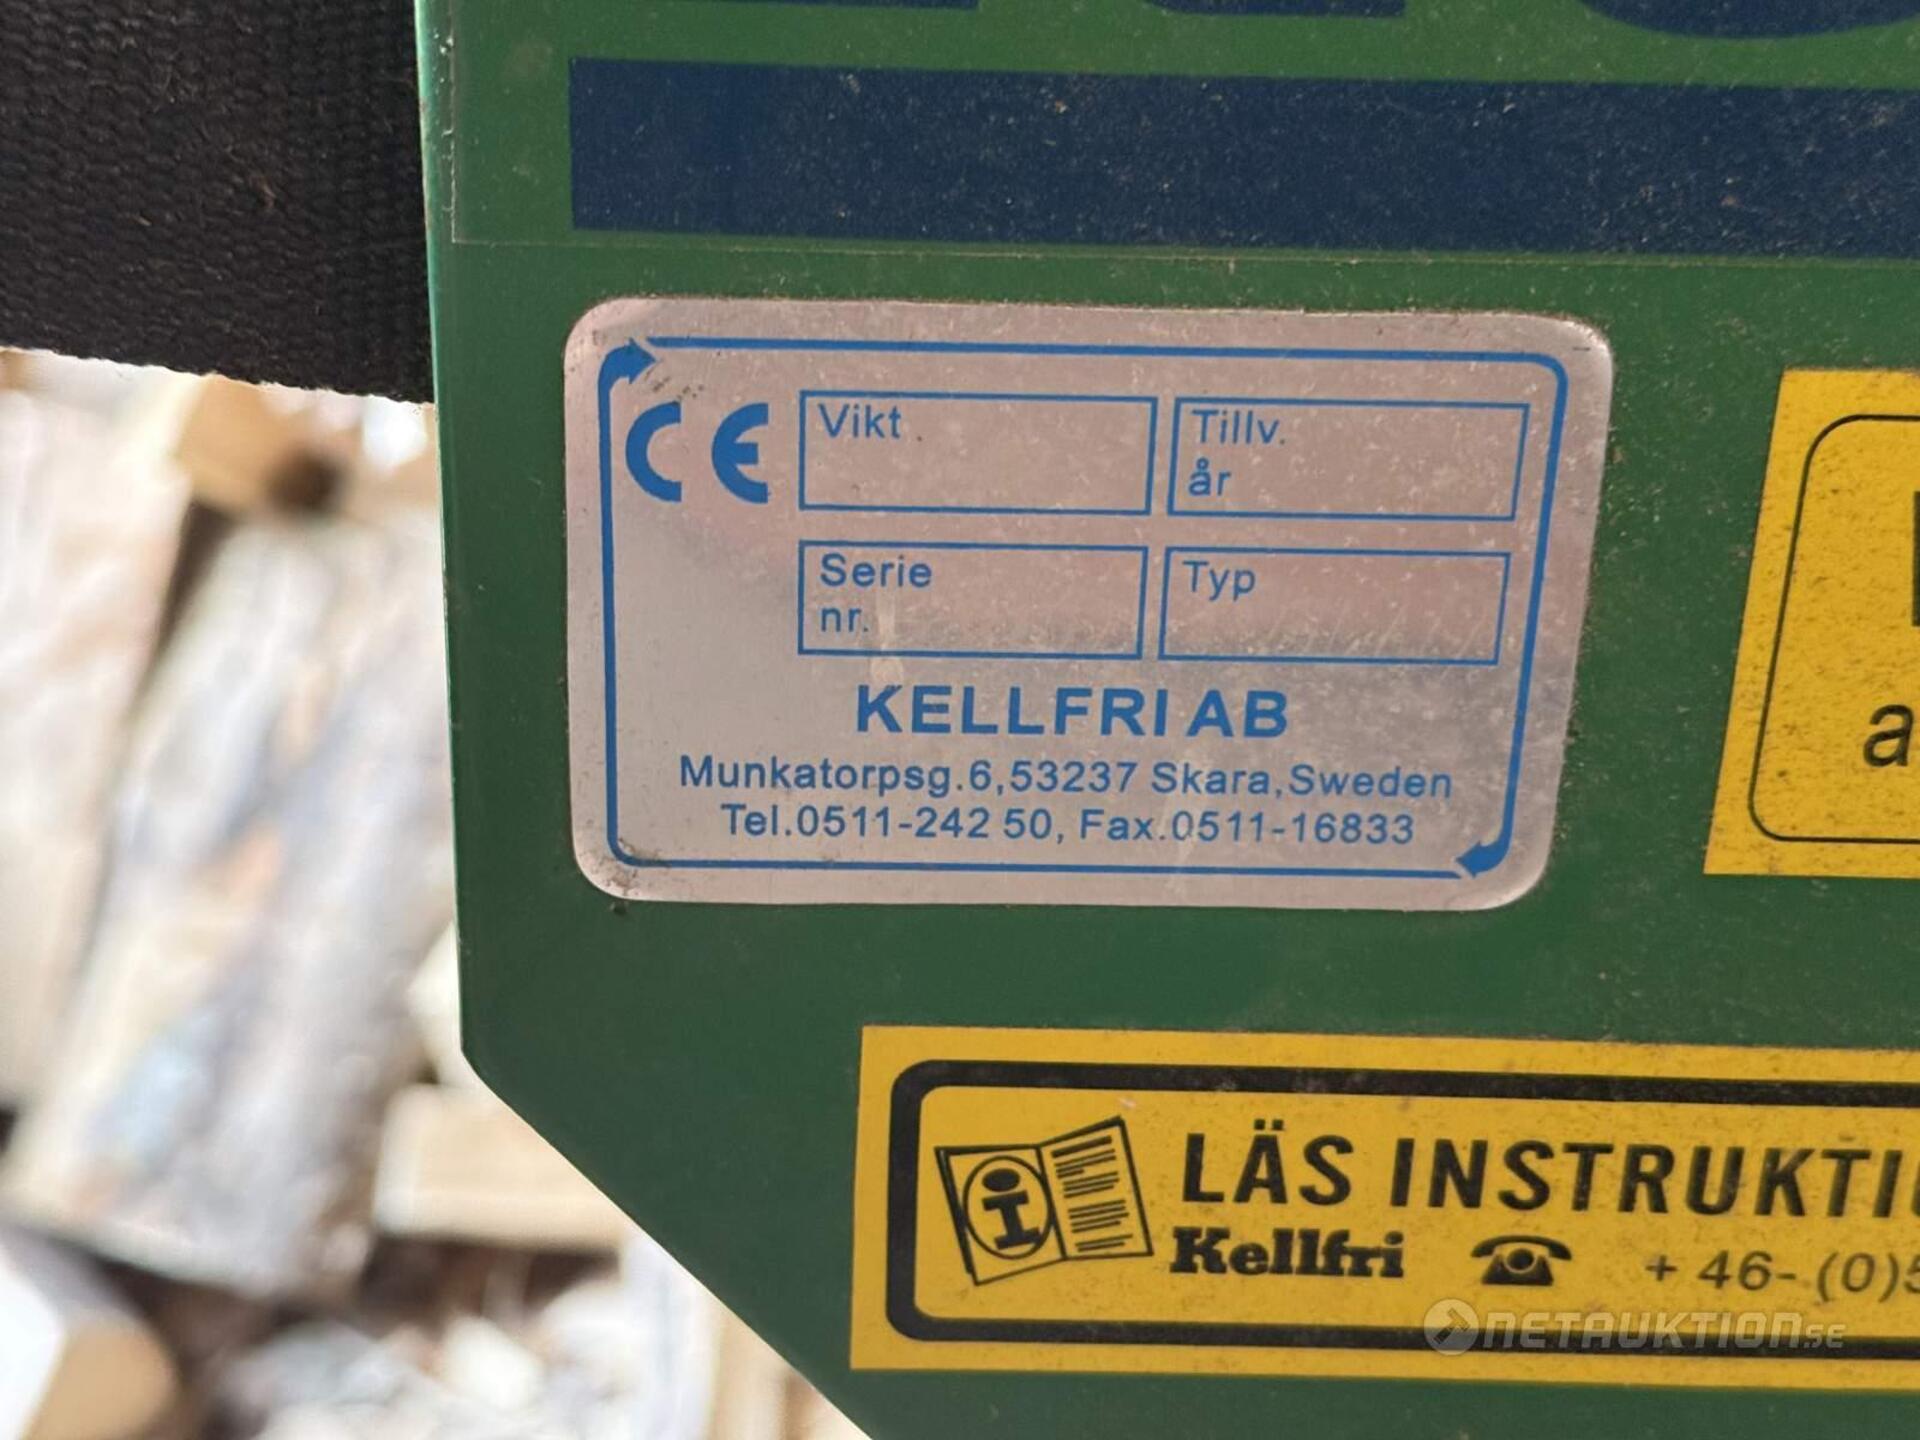 CE
Vikt
Tillv.
år
Serie
nr.
Typ
KELLFRI AB
Munkatorpsg.6,53237 Skara,Sweden
Tel.0511-242 50, Fax.0511-16833
a
LÄS INSTRUKTI
Kellfri + 46- (0)5
NETAUKTION.SE